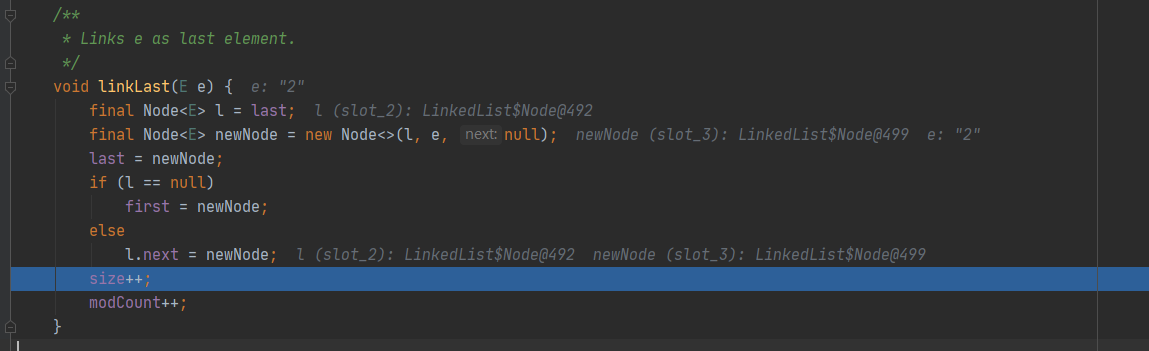 /**
* Links e as last element.
*/
void linkLast(E e) { e: "2"
final Node<E> l = last; l (slot_2): LinkedList$Node@492
final Node<E> newNode = new Node<>(l, e, next: null); newNode (slot_3): LinkedList$Node@499 e: "2"
last = newNode;
if (l == null)
first = newNode;
else
l.next = newNode; l (slot_2): LinkedList$Node@492 newNode (slot_3): LinkedList$Node@499
size++;
modCount++;
}